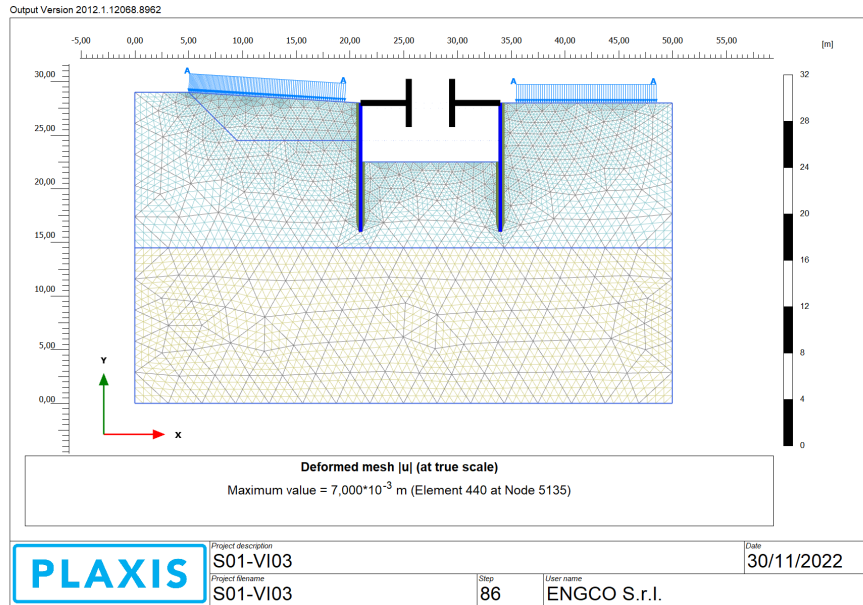 Output Version 2012.1.12068.8962
-5,00 0,00 5,00 10,00 15,00 20,00 25,00 30,00 35,00 40,00 45,00 50,00 55,00
[m]
30,00
25,00
20,00
15,00
10,00
5,00
0,00
A A A A
32
28
24
20
16
12
8
4
0
Y
X
Deformed mesh |u| (at true scale)
Maximum value = 7,000*10-3 m (Element 440 at Node 5135)
PLAXIS
Project description
S01-VI03
Date
30/11/2022
Project filename
S01-VI03
Step
86
User name
ENGCO S.r.l.